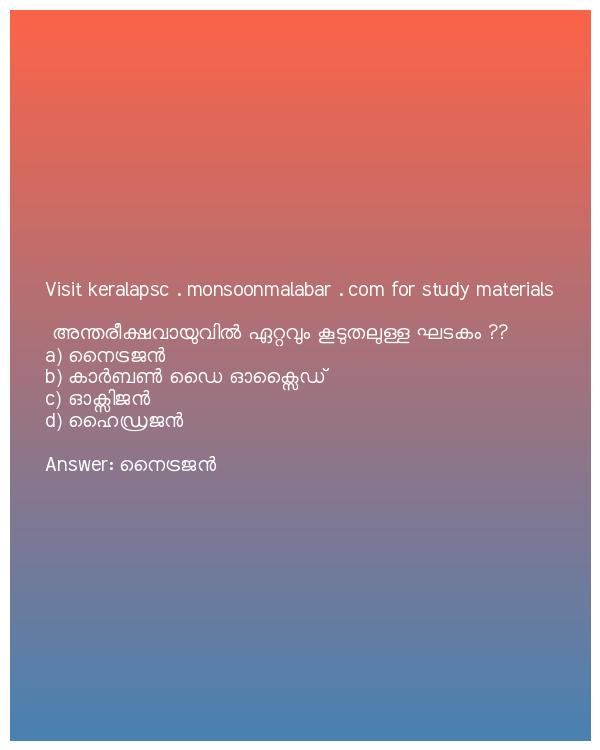 Visit keralapsc . monsoonmalabar . com for study materials
അന്തരീക്ഷവായുവിൽ ഏറ്റവും കൂടുതലുള്ള ഘടകം ??
a) നൈട്രജൻ
b) കാർബൺ ഡൈ ഓക്സൈഡ്
c) ഓക്സിജൻ
d) ഹൈഡ്രജൻ
Answer: നൈട്രജൻ